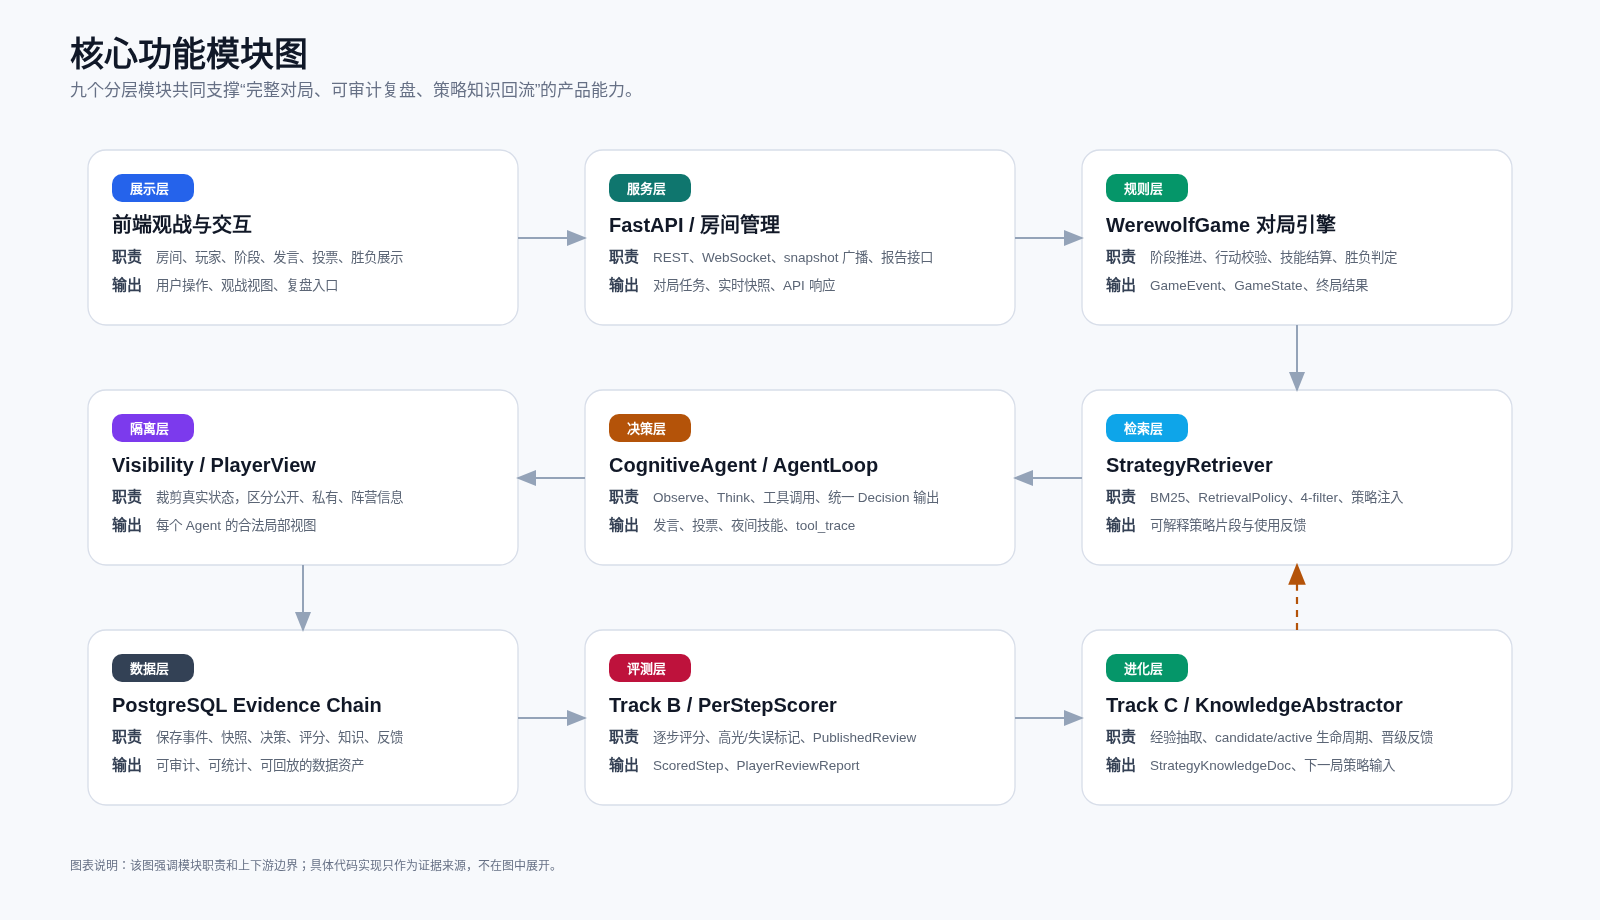 核心功能模块图
九个分层模块共同支撑“完整对局、可审计复盘、策略知识回流”的产品能力。
展示层
前端观战与交互
职责 房间、玩家、阶段、发言、投票、胜负展示
输出 用户操作、观战视图、复盘入口
服务层
FastAPI / 房间管理
职责 REST、WebSocket、snapshot 广播、报告接口
输出 对局任务、实时快照、API 响应
规则层
WerewolfGame 对局引擎
职责 阶段推进、行动校验、技能结算、胜负判定
输出 GameEvent、GameState、终局结果
隔离层
Visibility / PlayerView
职责 裁剪真实状态，区分公开、私有、阵营信息
输出 每个 Agent 的合法局部视图
决策层
CognitiveAgent / AgentLoop
职责 Observe、Think、工具调用、统一 Decision 输出
输出 发言、投票、夜间技能、tool_trace
检索层
StrategyRetriever
职责 BM25、RetrievalPolicy、4-filter、策略注入
输出 可解释策略片段与使用反馈
数据层
PostgreSQL Evidence Chain
职责 保存事件、快照、决策、评分、知识、反馈
输出 可审计、可统计、可回放的数据资产
评测层
Track B / PerStepScorer
职责 逐步评分、高光/失误标记、PublishedReview
输出 ScoredStep、PlayerReviewReport
进化层
Track C / KnowledgeAbstractor
职责 经验抽取、candidate/active 生命周期、晋级反馈
输出 StrategyKnowledgeDoc、下一局策略输入
图表说明：该图强调模块职责和上下游边界；具体代码实现只作为证据来源，不在图中展开。